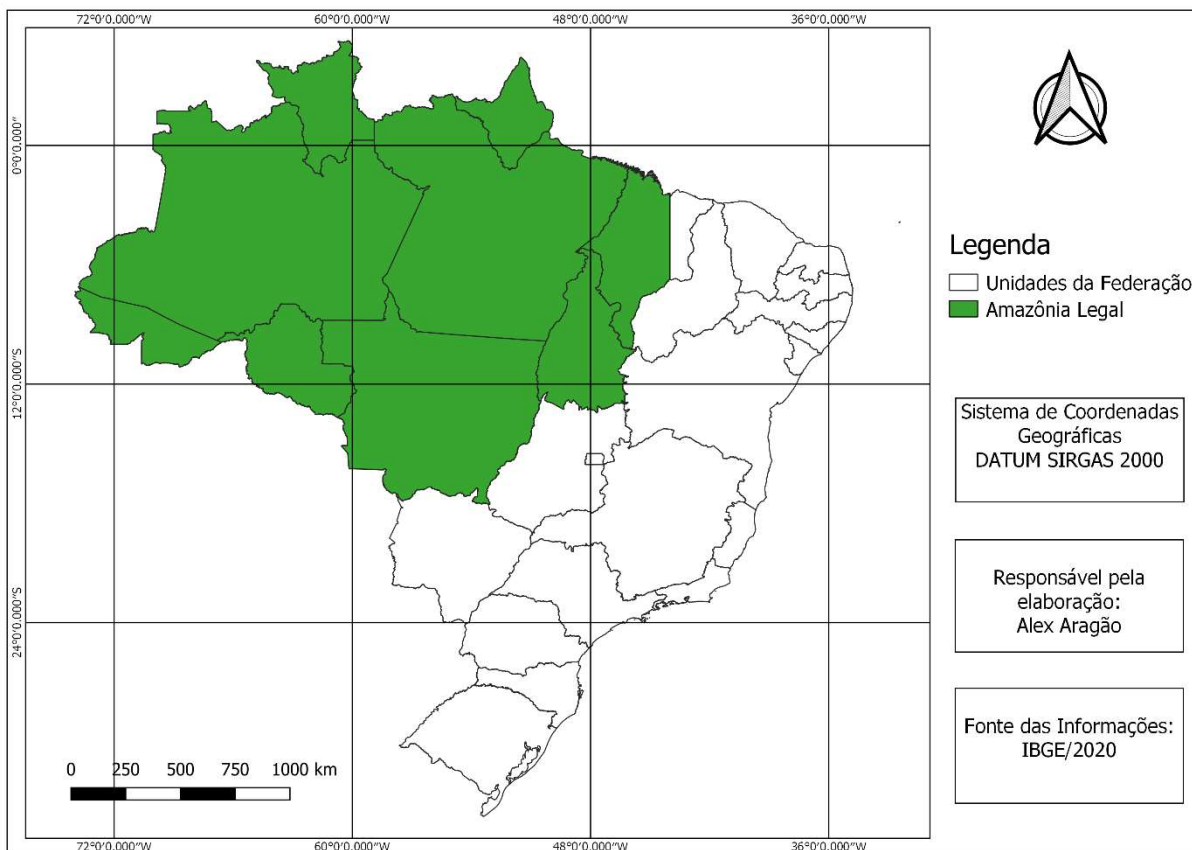 72°0'0.000"W 60°0'0.000"W 48°0'0.000"W 36°0'0.000"W
0°0'0.000"
12°0'0.000"S
24°0'0.000"S
Legenda
Unidades da Federação
Amazônia Legal
Sistema de Coordenadas
Geográficas
DATUM SIRGAS 2000
Responsável pela
elaboração:
Alex Aragão
Fonte das Informações:
IBGE/2020
0 250 500 750 1000 km
72°0'0.000"W 60°0'0.000"W 48°0'0.000"W 36°0'0.000"W